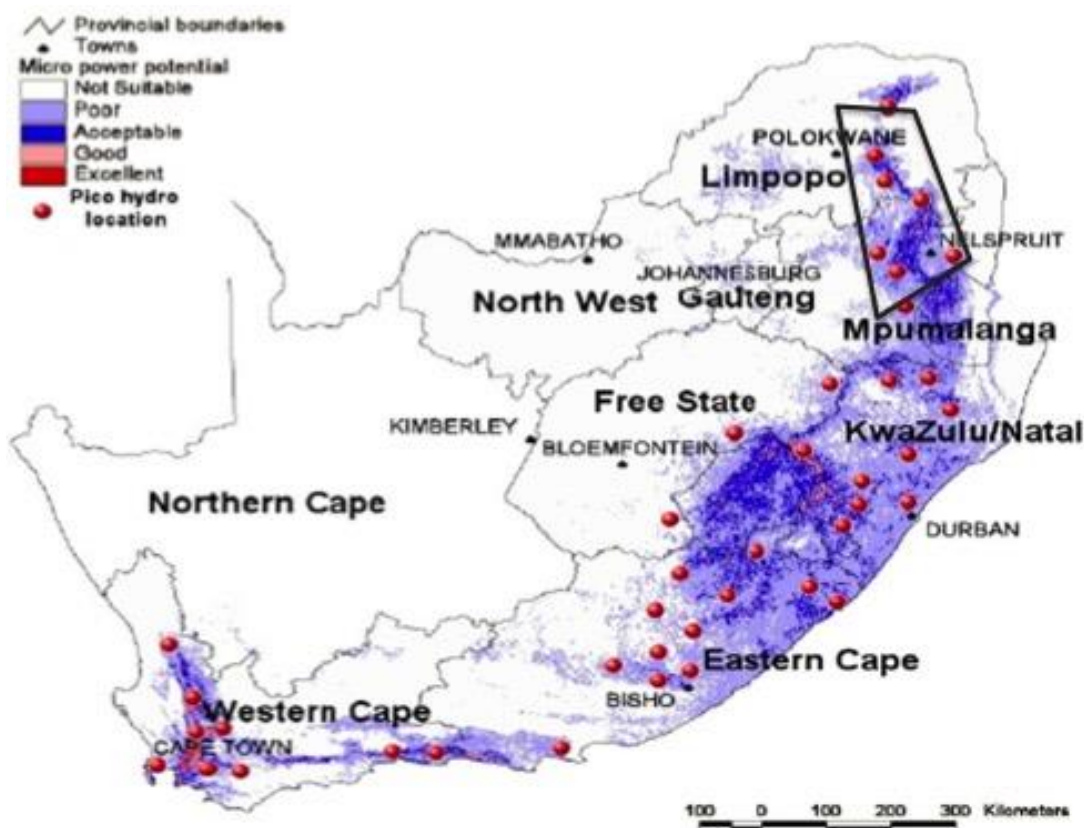 Provincial boundaries
Towns
Micro power potential
Not Suitable
Poor
Acceptable
Good
Excellent
Pico hydro
location
POLOKWANE
Limpopo
MMABATHO
NELSPRUIT
JOHANNESBURG
North West
Gauteng
Mpumalanga
Free State
KIMBERLEY
BLOEMFONTEIN
KwaZulu/Natal
Northern Cape
DURBAN
Eastern Cape
BISHO
Western Cape
CAPE TOWN
100 0 100 200 300 Kilometers